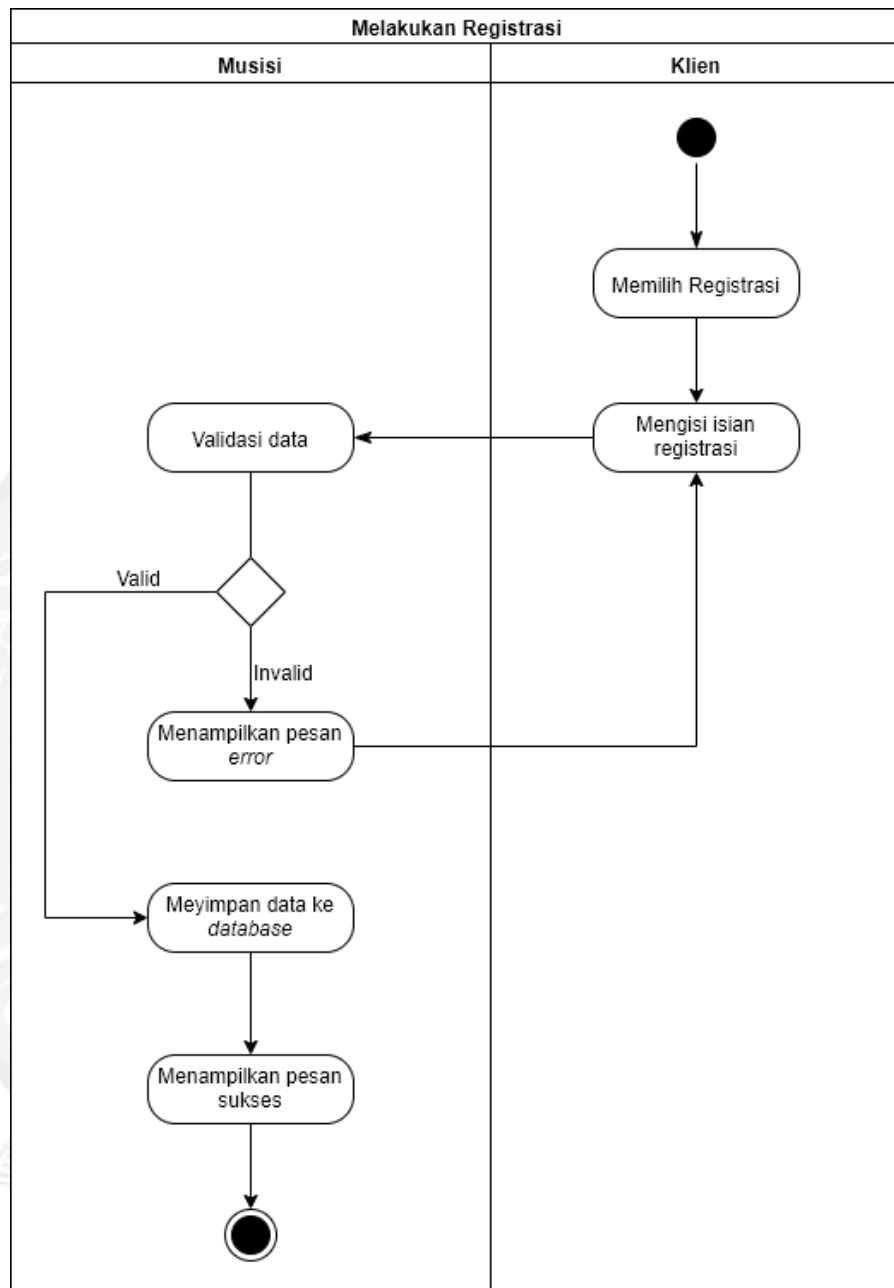 Melakukan Registrasi
Musisi
Klien
Memilih Registrasi
Mengisi isian
registrasi
Validasi data
Valid
Invalid
Menampilkan pesan
error
Meyimpan data ke
database
Menampilkan pesan
sukses